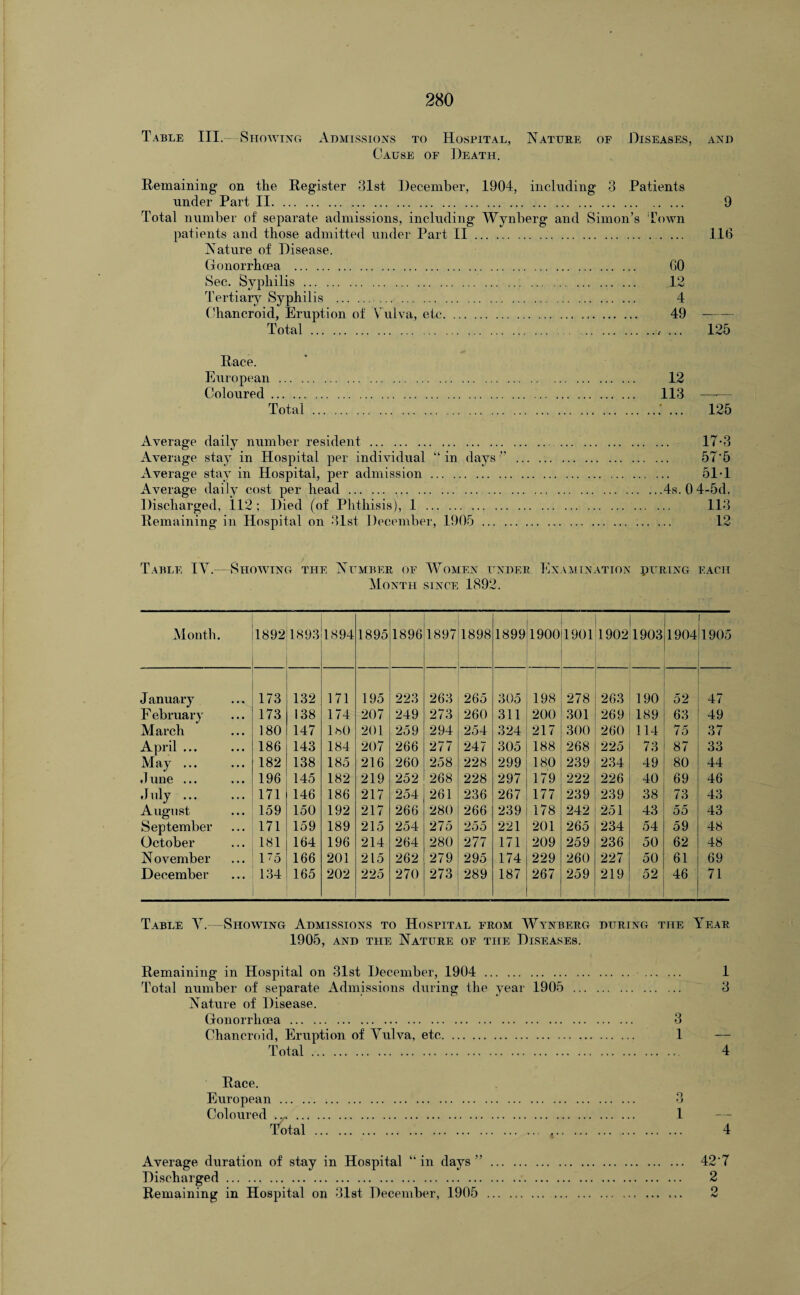 280
Table III.—Showing Admissions to Hospital, Nature of Diseases, and
Cause of Death.
Remaining on the Register 31st December, 1904, including 3 Patients
under Part II. ... 9
Total number of separate admissions, including Wynberg and Simon's Town
patients and those admitted under Part II ... 116
Nature of Disease.
Gonorrhœa ... 60
Sec. Syphilis ... 12
Tertiary Syphilis ... 4
Chancroid, Eruption of Vulva, etc. ... 49 ——
Total ... 125
Race.
European ... 12
Coloured ... 113 ——
Total ... 125
Average daily number resident ... 17·3
Average stay in Hospital per individual “in days” ... 57·5
Average stay in Hospital, per admission ... 51·1
Average daily cost per head ... 4s. 0 4-5d.
Discharged, 112; Died (of Phthisis), 1 ... 113
Remaining in Hospital on 31st December, 1905 ... 12
Table IV.—Showing the Number of Women under Examination during each
Month since 1892.
Month. 1892 1893 1894 1895 1896 1897 1898 1899 1900 1901 1902 1903 1904 1905
January ... 173 132 171 195 223 263 265 305 198 278 263 190 52 47
February ... 173 138 174 207 249 273 260 311 200 301 269 189 63 49
March ... 180 147 180 201 259 294 254 324 217 300 260 114 75 37
April ... ... 186 143 184 207 266 277 247 305 188 268 225 73 87 33
May ... ... 182 138 185 216 260 258 228 299 180 239 234 49 80 44
June ... ... 196 145 182 219 252 268 228 297 179 222 226 40 69 46
July ... ... 171 146 186 217 254 261 236 267 177 239 239 38 73 43
August ... 159 150 192 217 266 280 266 239 178 242 251 43 55 43
September ... 171 159 189 215 254 275 255 221 201 265 234 54 59 48
October ... 181 164 196 214 264 280 277 171 209 259 236 50 62 48
November ... 175 166 201 215 262 279 295 174 229 260 227 50 61 69
December ... 134 165 202 225 270 273 289 187 267 259 219 52 46 71
Table V.—Showing Admissions to Hospital from Wynberg during the Year
1905, and the Nature of the Diseases.
Remaining in Hospital on 31st December, 1904 ... 1
Total number of separate Admissions during the year 1905 ... 3
Nature of Disease.
Gonorrhœa ... 3
Chancroid, Eruption of Vulva, etc. ... 1 —
Total ... 4
Race.
European ... 3
Coloured ... 1 —
Total ... 4
Average duration of stay in Hospital “in days” ... 42·7
Discharged ... 2
Remaining in Hospital on 31st December, 1905 ... 2